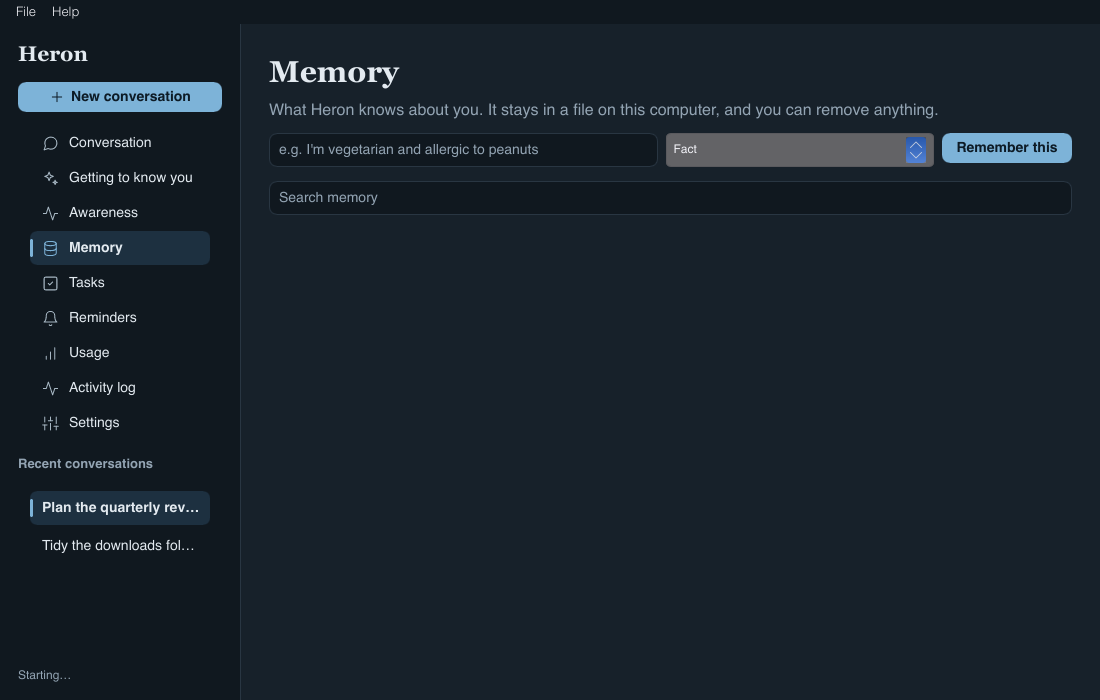 File Help
Heron
New conversation
Conversation
Getting to know you
Awareness
Memory
Tasks
Reminders
Usage
Activity log
Settings
Recent conversations
Plan the quarterly rev…
Tidy the downloads fol…
Starting…
Memory
What Heron knows about you. It stays in a file on this computer, and you can remove anything.
e.g. I'm vegetarian and allergic to peanuts
Fact
Remember this
Search memory